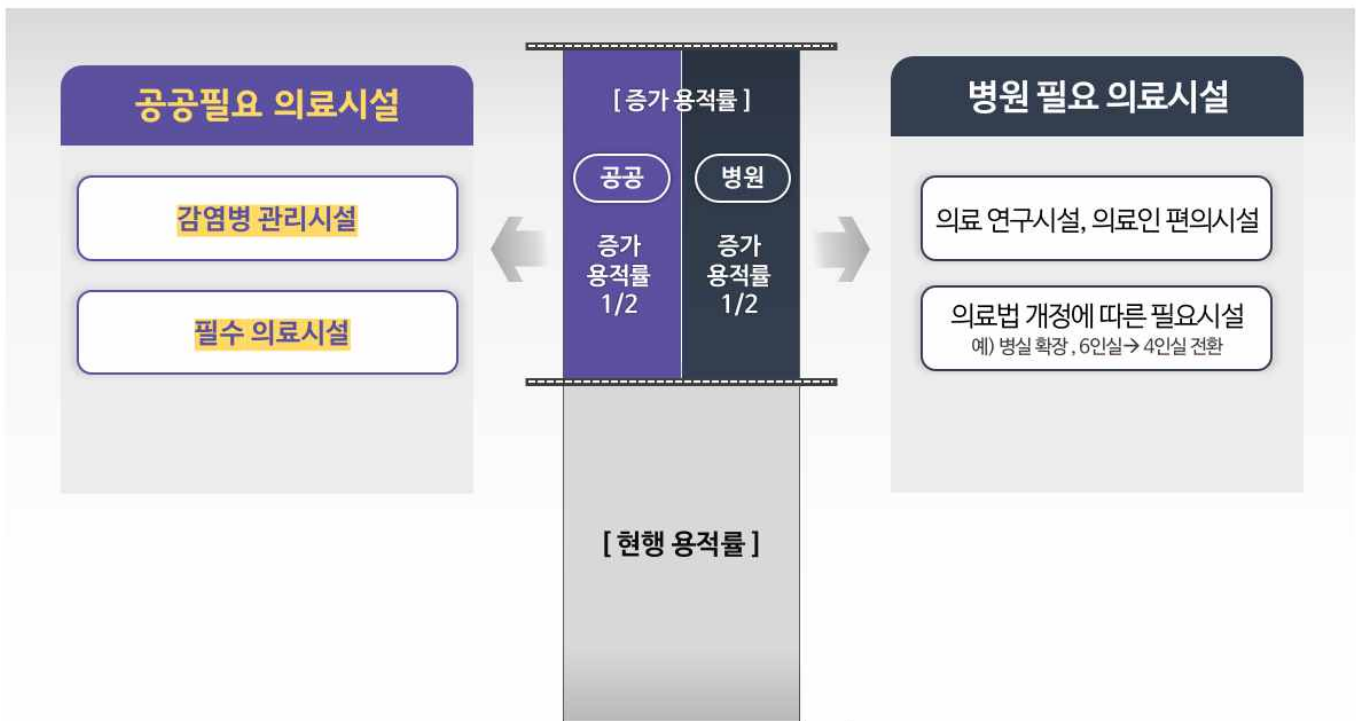 공공필요 의료시설
감염병 관리시설
필수 의료시설
[ 증가 용적률 ]
공공
증가
용적률
1/2
병원
증가
용적률
1/2
[ 현행 용적률 ]
병원 필요 의료시설
의료 연구시설, 의료인 편의시설
의료법 개정에 따른 필요시설
예) 병실 확장 , 6인실→ 4인실 전환